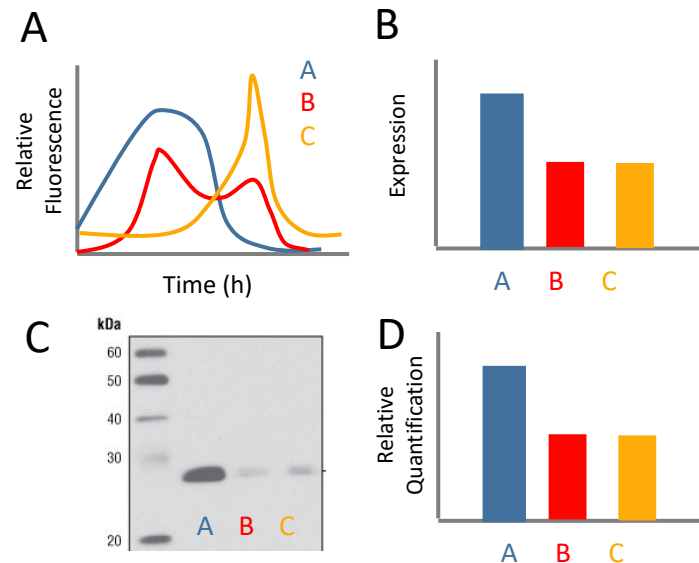 A
Relative
Fluorescence
A
B
C
Time (h)
B
Expression
A B C
C
kDa
60
50
40
30
20
A B C
D
Relative
Quantification
A B C